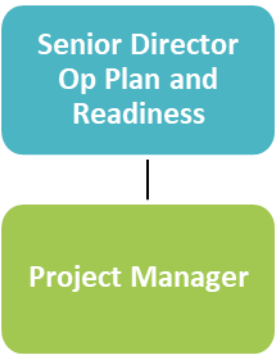 Senior Director
Op Plan and
Readiness
Project Manager